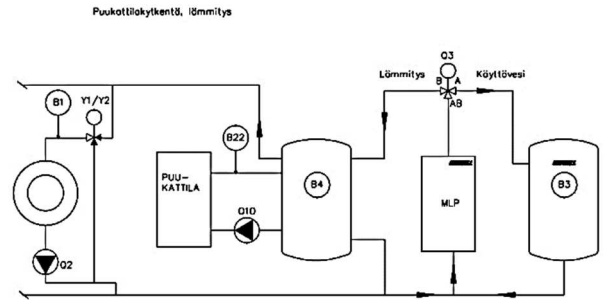 Puukattilakytkentä, lämmitys
Q3
Lämmitys
B
A
Käyttövesi
AB
B1
Y1/Y2
B22
PUU-
KATTILA
Q10
B4
MLP
B3
Q2